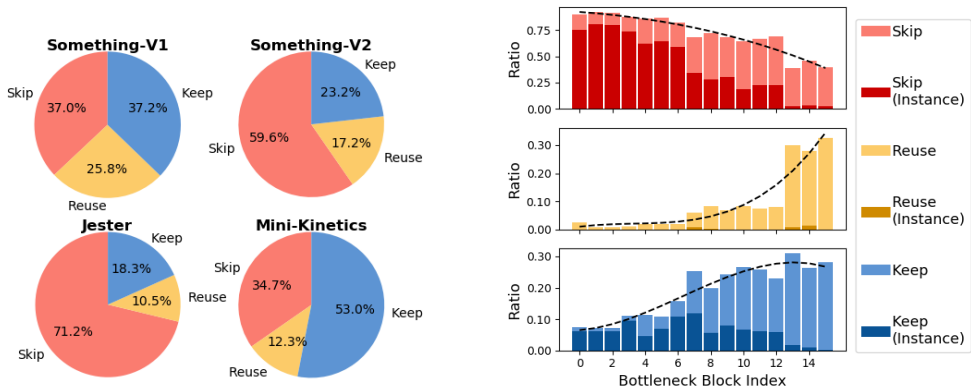 Something-V1
Skip
37.0%
37.2%
Keep
25.8%
Reuse
Something-V2
Keep
23.2%
17.2%
59.6%
Skip
Reuse
Jester
Keep
18.3%
Reuse
10.5%
71.2%
Skip
Mini-Kinetics
Skip
34.7%
53.0%
Keep
12.3%
Reuse
Ratio
0.75
0.50
0.25
0.00
Ratio
0.30
0.20
0.10
0.00
Ratio
0.30
0.20
0.10
0.00
0 2 4 6 8 10 12 14
Bottleneck Block Index
Skip
Skip
(Instance)
Reuse
Reuse
(Instance)
Keep
Keep
(Instance)